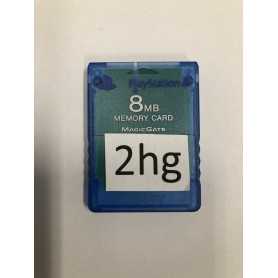 PlayStation
8MB
MEMORY CARD
MAGICGATE
2hg